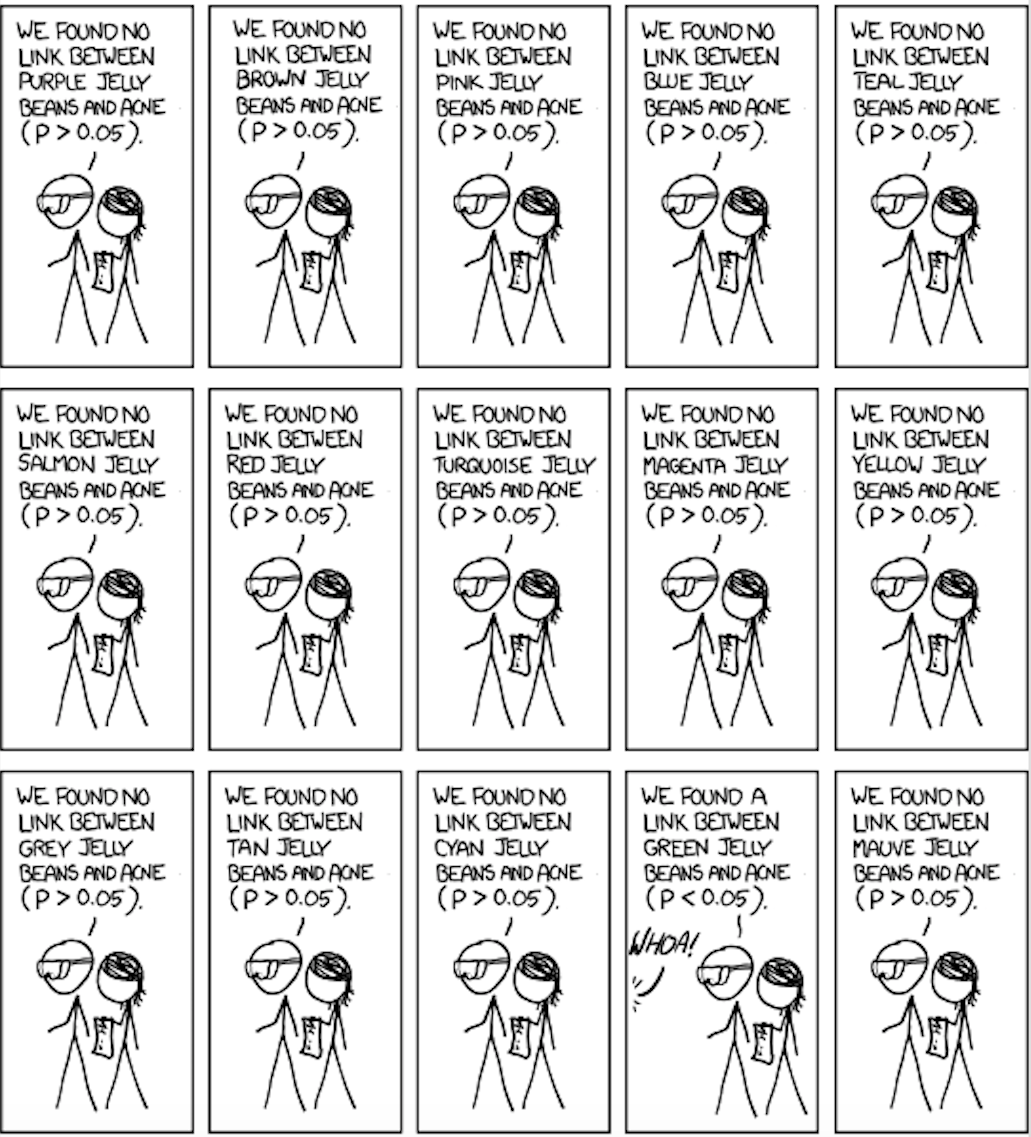 WE FOUND NO
LINK BETWEEN
PURPLE JELLY
BEANS AND ACNE
(P > 0.05).
WE FOUND NO
LINK BETWEEN
BROWN JELLY
BEANS AND ACNE
(P > 0.05).
WE FOUND NO
LINK BETWEEN
PINK JELLY
BEANS AND ACNE
(P > 0.05).
WE FOUND NO
LINK BETWEEN
BLUE JELLY
BEANS AND ACNE
(P > 0.05).
WE FOUND NO
LINK BETWEEN
TEAL JELLY
BEANS AND ACNE
(P > 0.05).
WE FOUND NO
LINK BETWEEN
SALMON JELLY
BEANS AND ACNE
(P > 0.05).
WE FOUND NO
LINK BETWEEN
RED JELLY
BEANS AND ACNE
(P > 0.05).
WE FOUND NO
LINK BETWEEN
TURQUOISE JELLY
BEANS AND ACNE
(P > 0.05).
WE FOUND NO
LINK BETWEEN
MAGENTA JELLY
BEANS AND ACNE
(P > 0.05).
WE FOUND NO
LINK BETWEEN
YELLOW JELLY
BEANS AND ACNE
(P > 0.05).
WE FOUND NO
LINK BETWEEN
GREY JELLY
BEANS AND ACNE
(P > 0.05).
WE FOUND NO
LINK BETWEEN
TAN JELLY
BEANS AND ACNE
(P > 0.05).
WE FOUND NO
LINK BETWEEN
CYAN JELLY
BEANS AND ACNE
(P > 0.05).
WE FOUND A
LINK BETWEEN
GREEN JELLY
BEANS AND ACNE
(P < 0.05).
WHOA!
WE FOUND NO
LINK BETWEEN
MAUVE JELLY
BEANS AND ACNE
(P > 0.05).